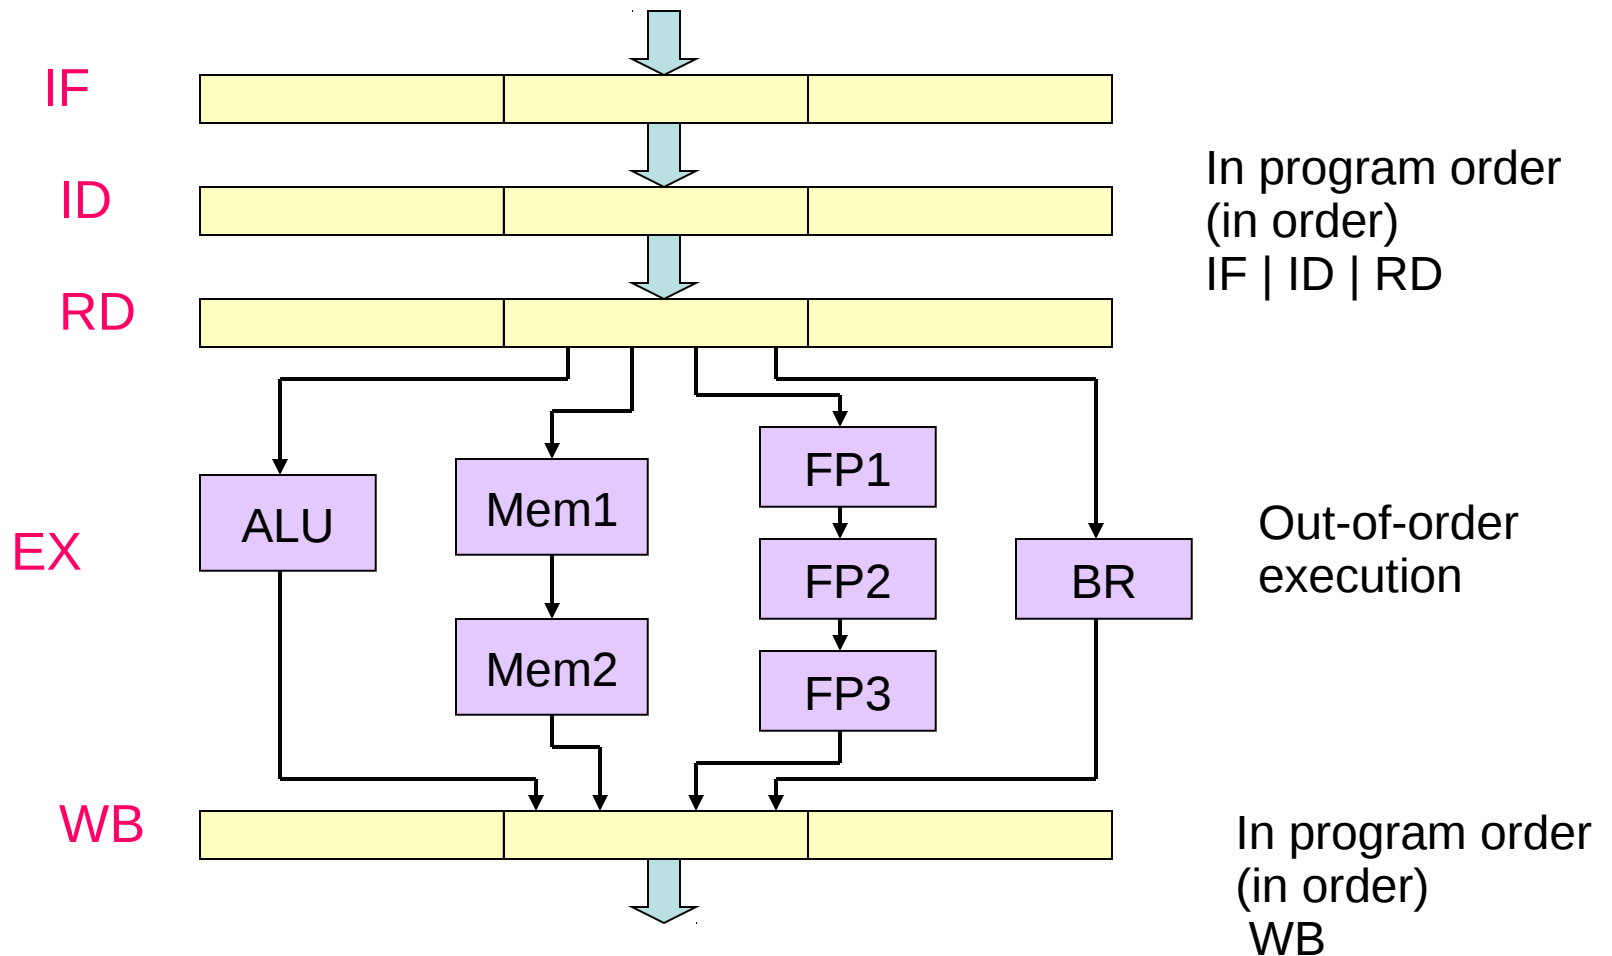 IF
ID
RD
In program order
(in order)
IF | ID | RD
ALU
Mem1
Mem2
FP1
FP2
FP3
BR
EX
Out-of-order
execution
WB
In program order
(in order)
WB